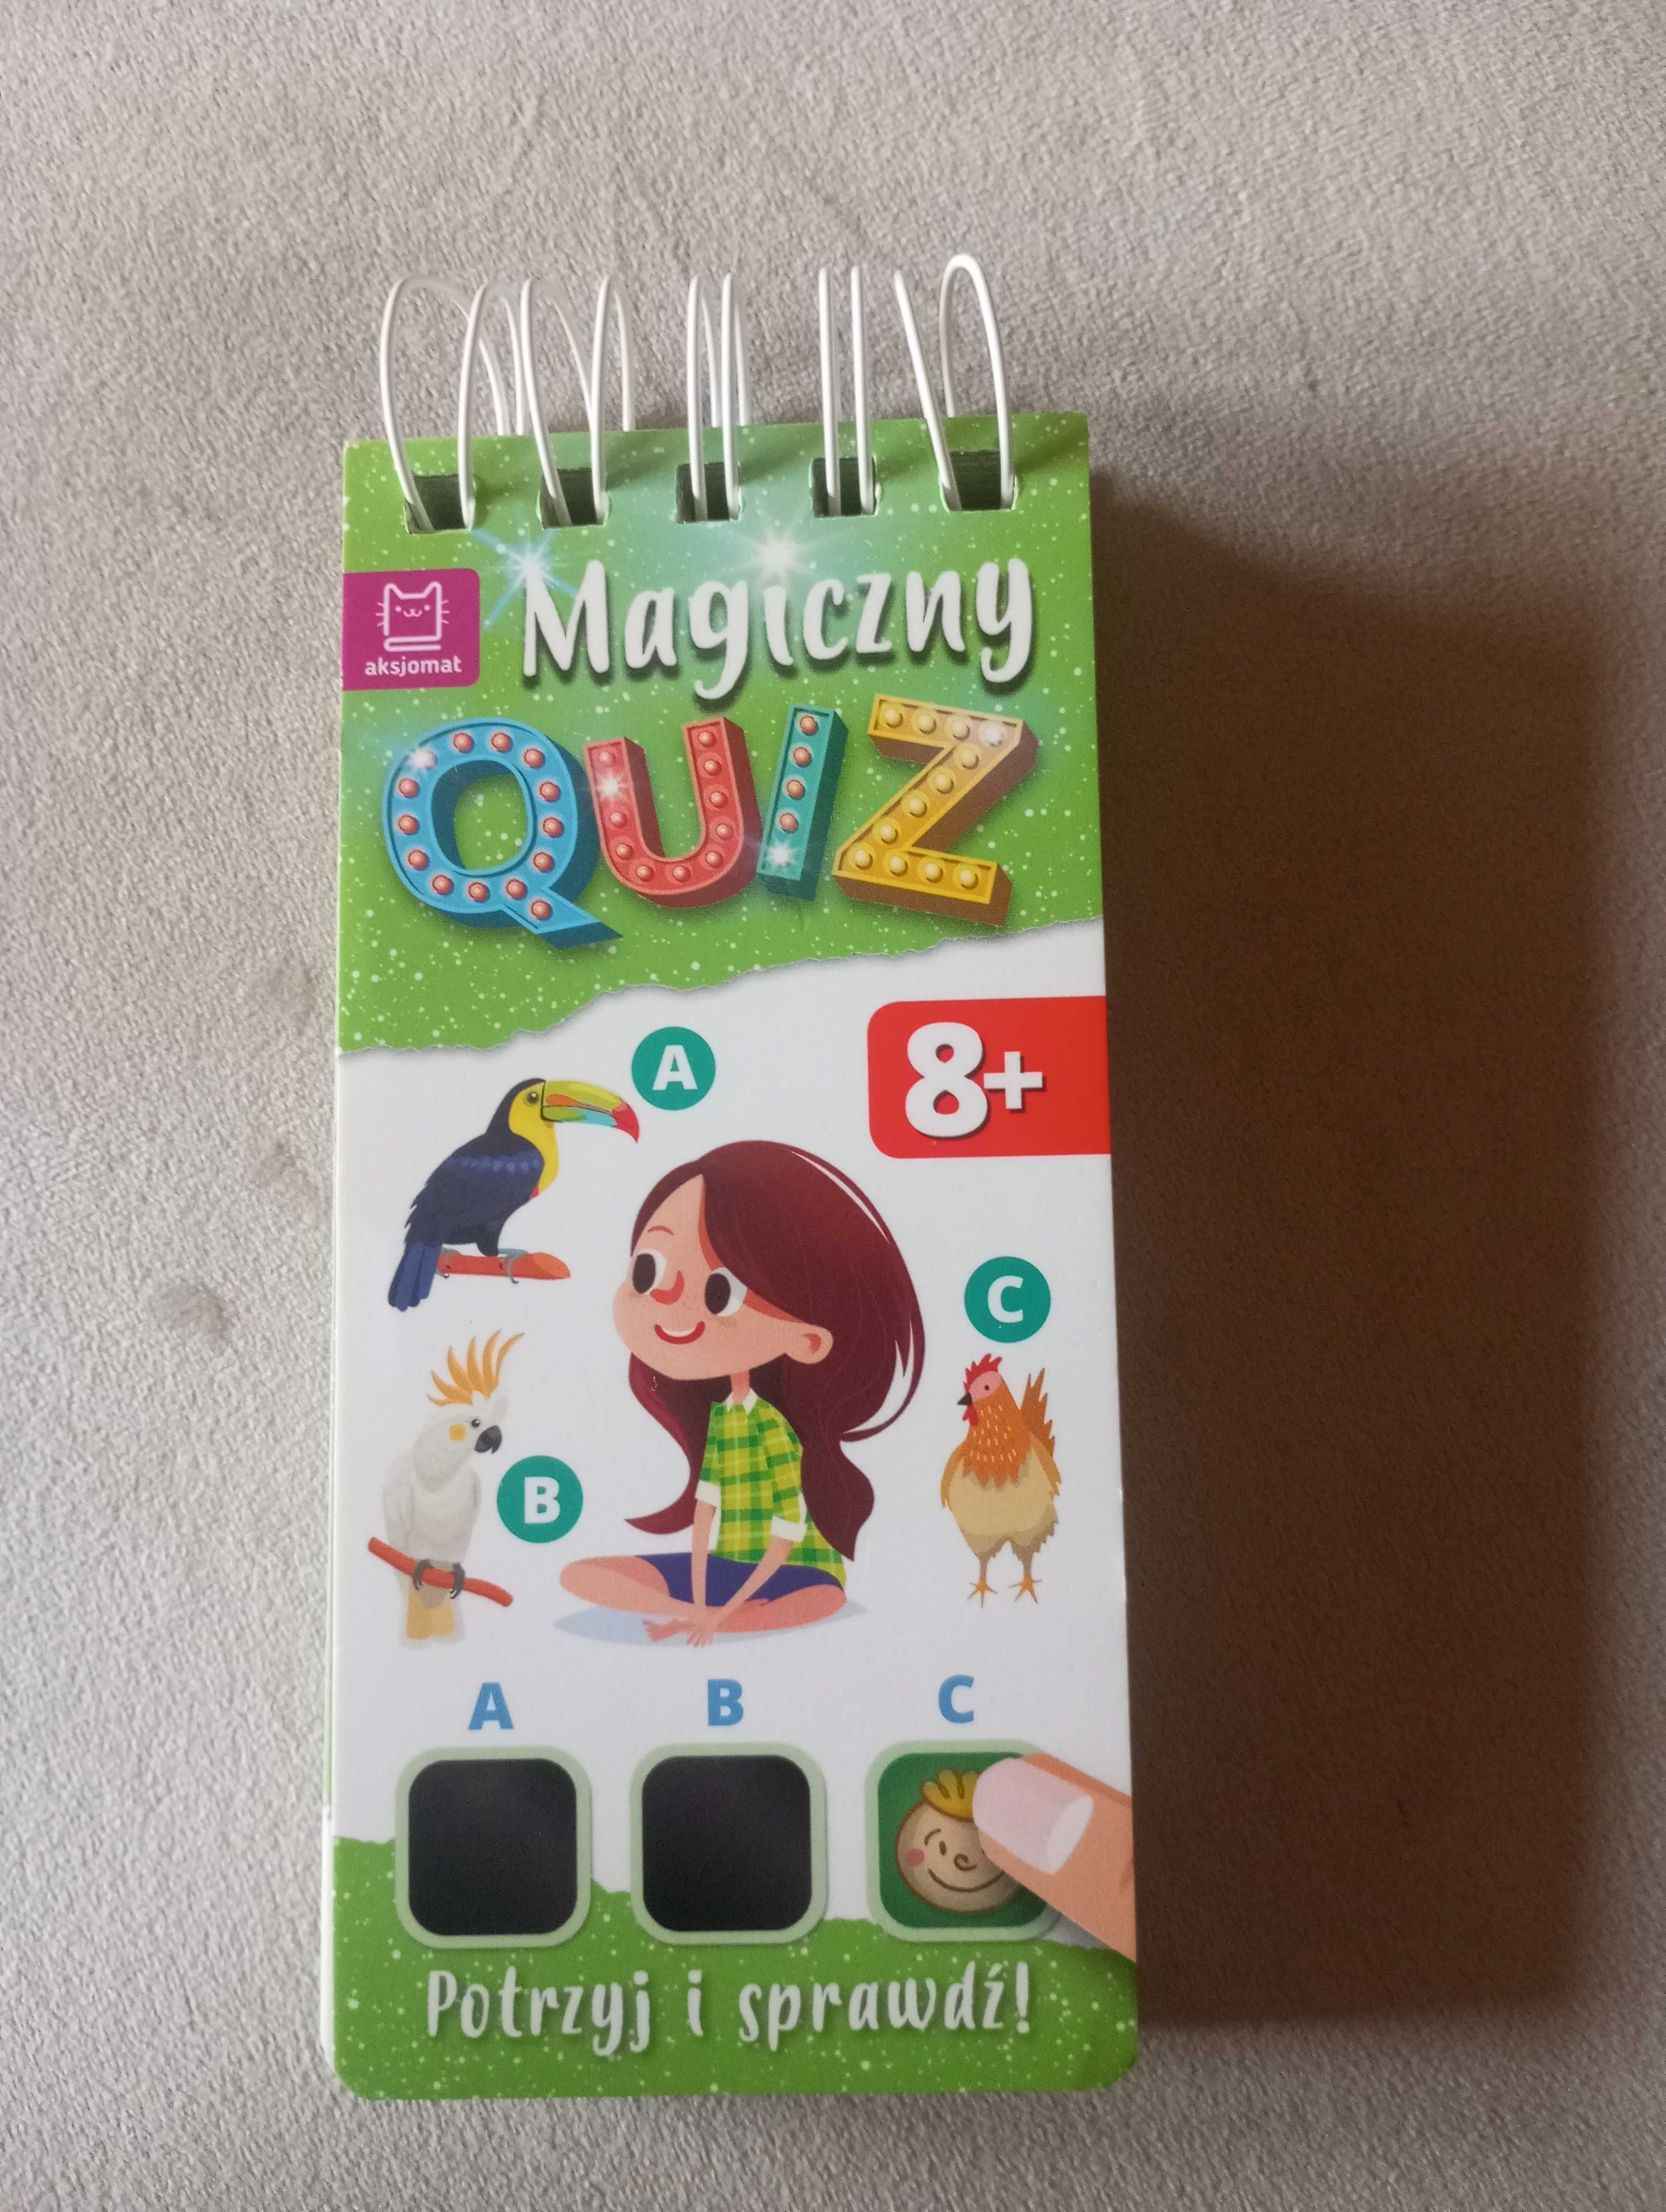 aksjomat
Magiczny
QUIZ
8+
A
B
C
A B C
Potrzyj i sprawdź!